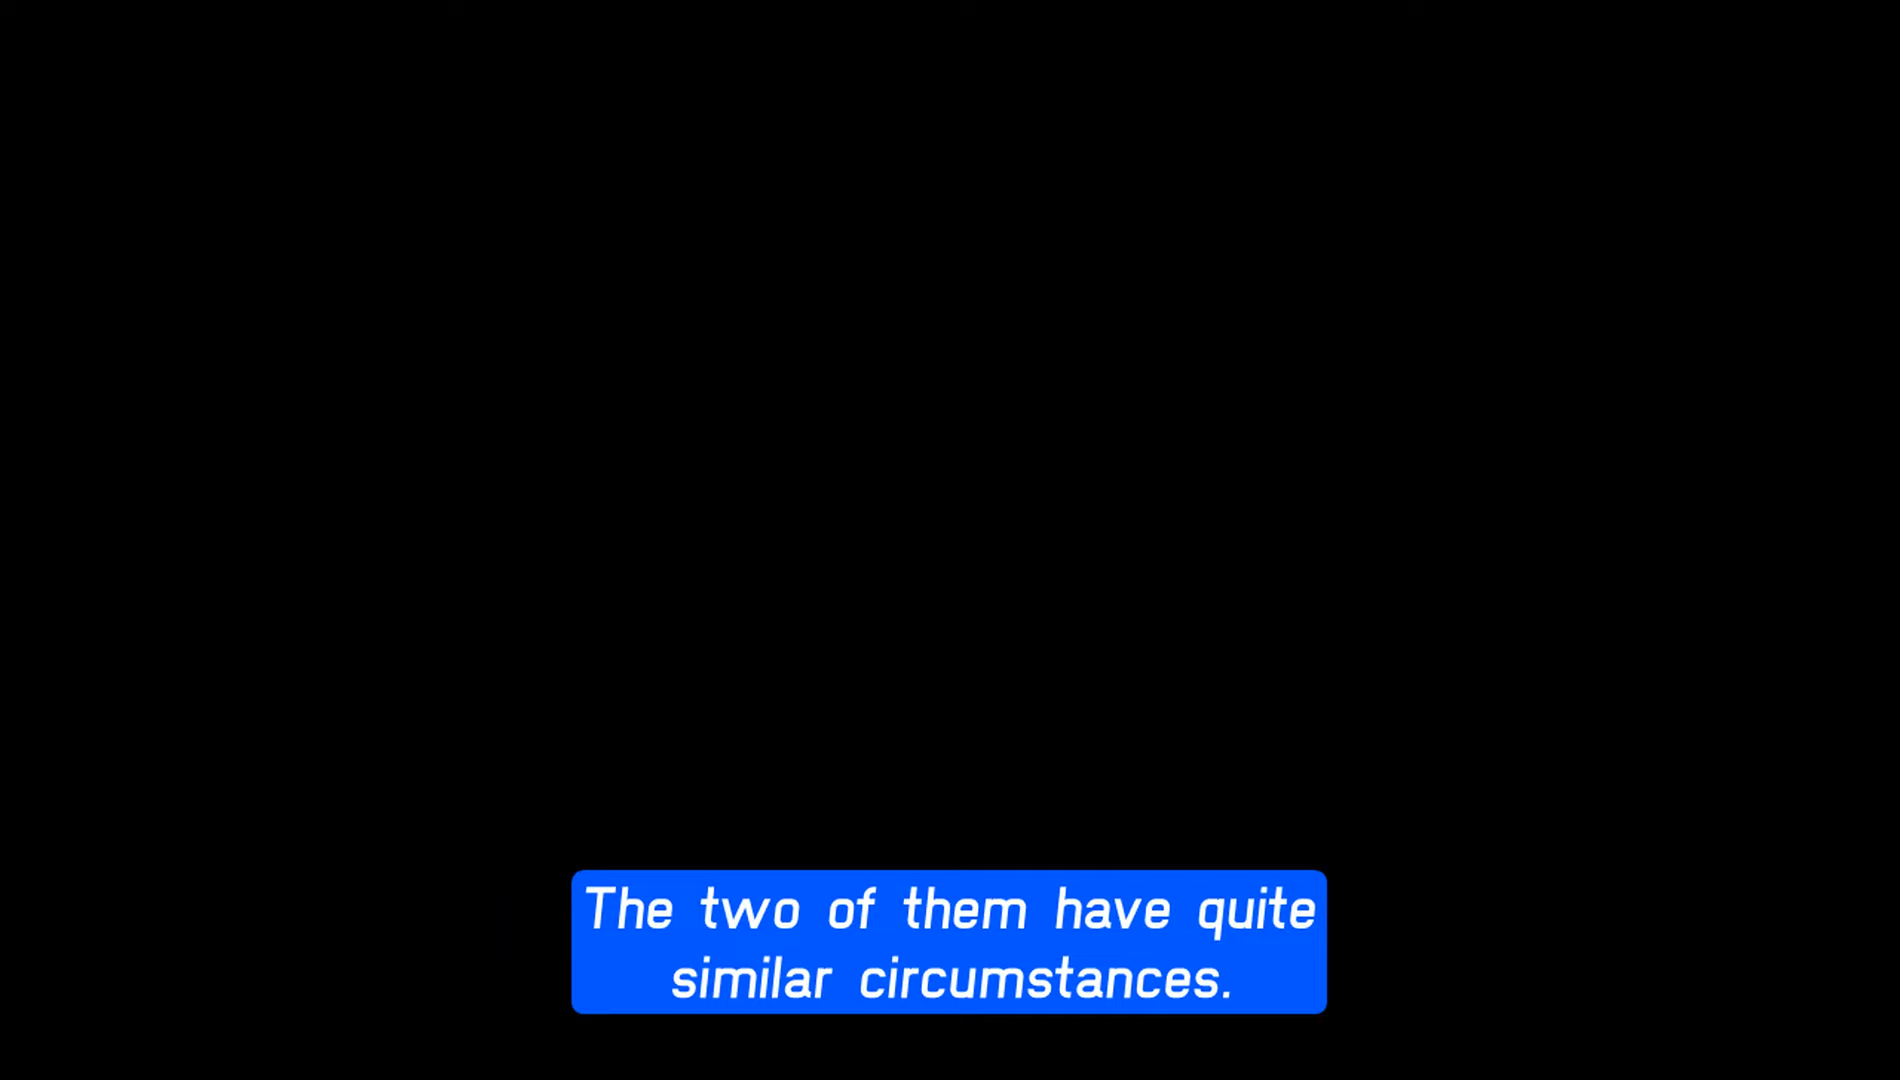 The two of them have quite
similar circumstances.